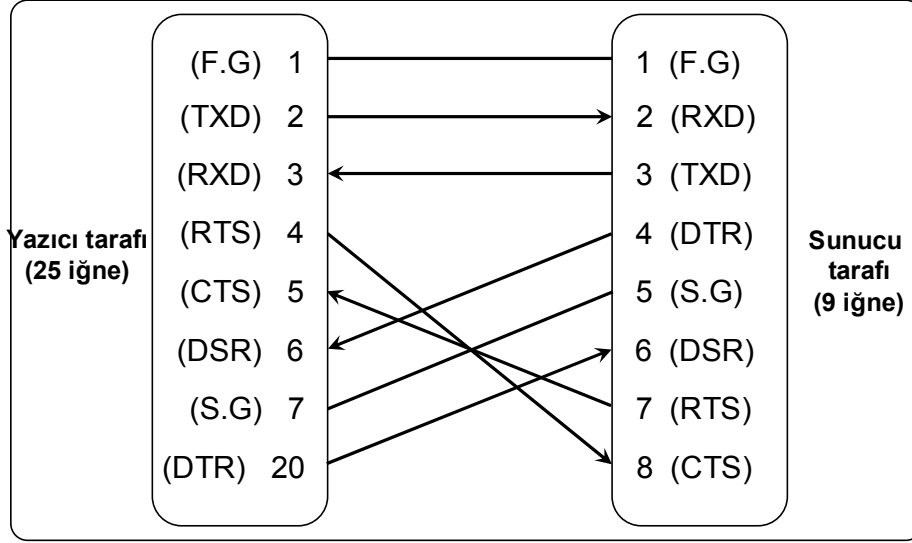 (F.G) 1
1 (F.G)
(TXD) 2
2 (RXD)
(RXD) 3
3 (TXD)
(RTS) 4
4 (DTR)
Yazıcı tarafı
(25 iğne)
Sunucu
tarafı
(9 iğne)
(CTS) 5
5 (S.G)
(DSR) 6
6 (DSR)
(S.G) 7
7 (RTS)
(DTR) 20
8 (CTS)